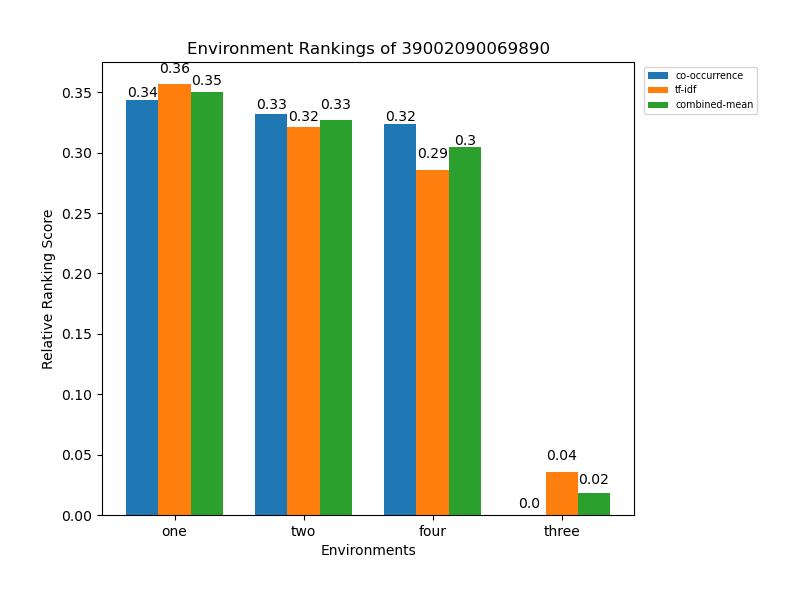 Environment Rankings of 39002090069890
co-occurrence
tf-idf
combined-mean
Relative Ranking Score
0.35
0.30
0.25
0.20
0.15
0.10
0.05
0.00
0.34
0.36
0.35
0.33
0.32
0.33
0.32
0.29
0.3
0.0
0.04
0.02
one two four three
Environments